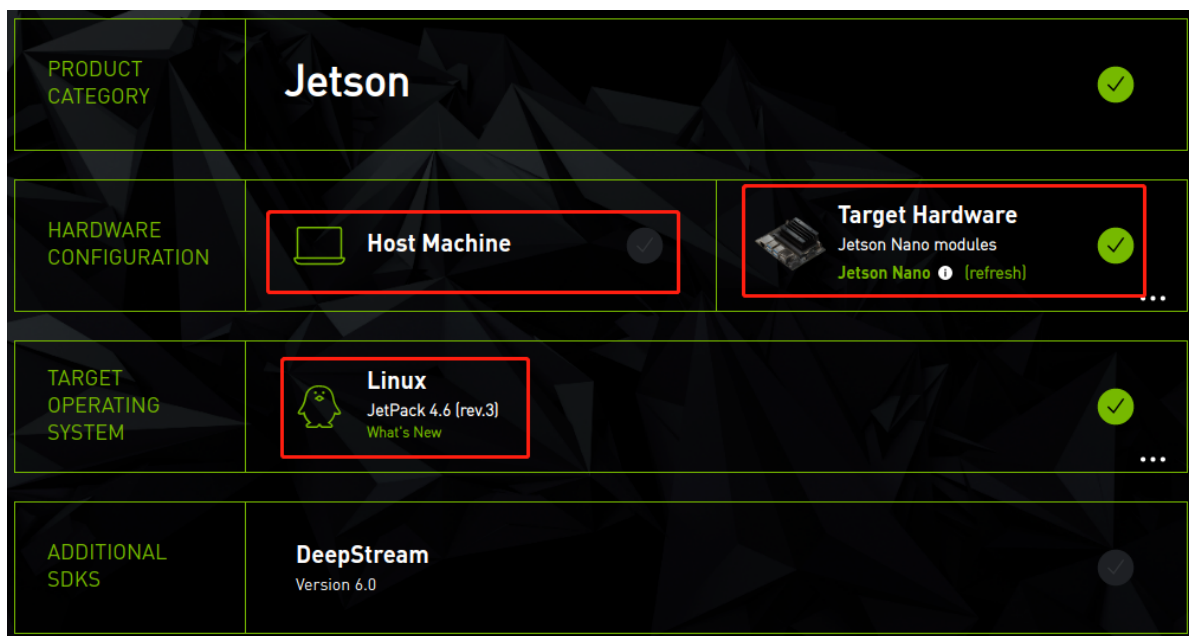 PRODUCT
CATEGORY
Jetson
HARDWARE
CONFIGURATION
Host Machine
Target Hardware
Jetson Nano modules
Jetson Nano i (refresh)
...
TARGET
OPERATING
SYSTEM
Linux
JetPack 4.6 (rev.3)
What's New
...
ADDITIONAL
SDKS
DeepStream
Version 6.0